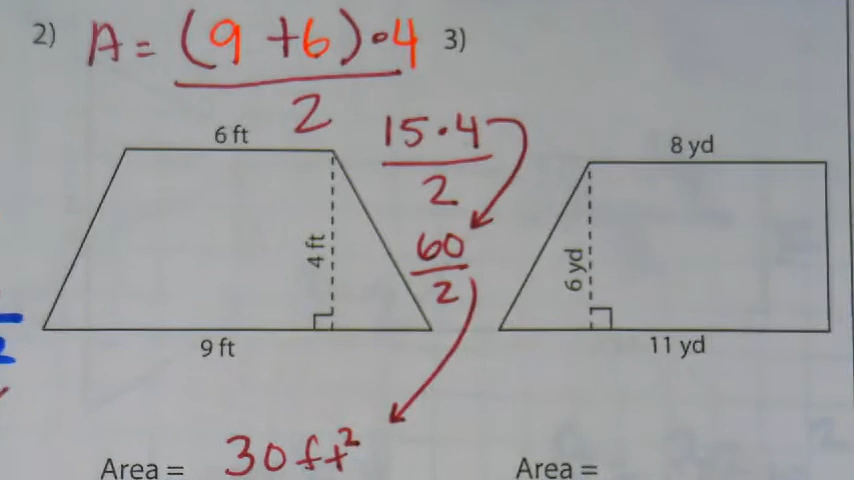 2) A = (9 + 6) • 4
2
6 ft
4 ft
9 ft
15 • 4
2
60
2
Area = 30 ft²
3)
8 yd
6 yd
11 yd
Area =